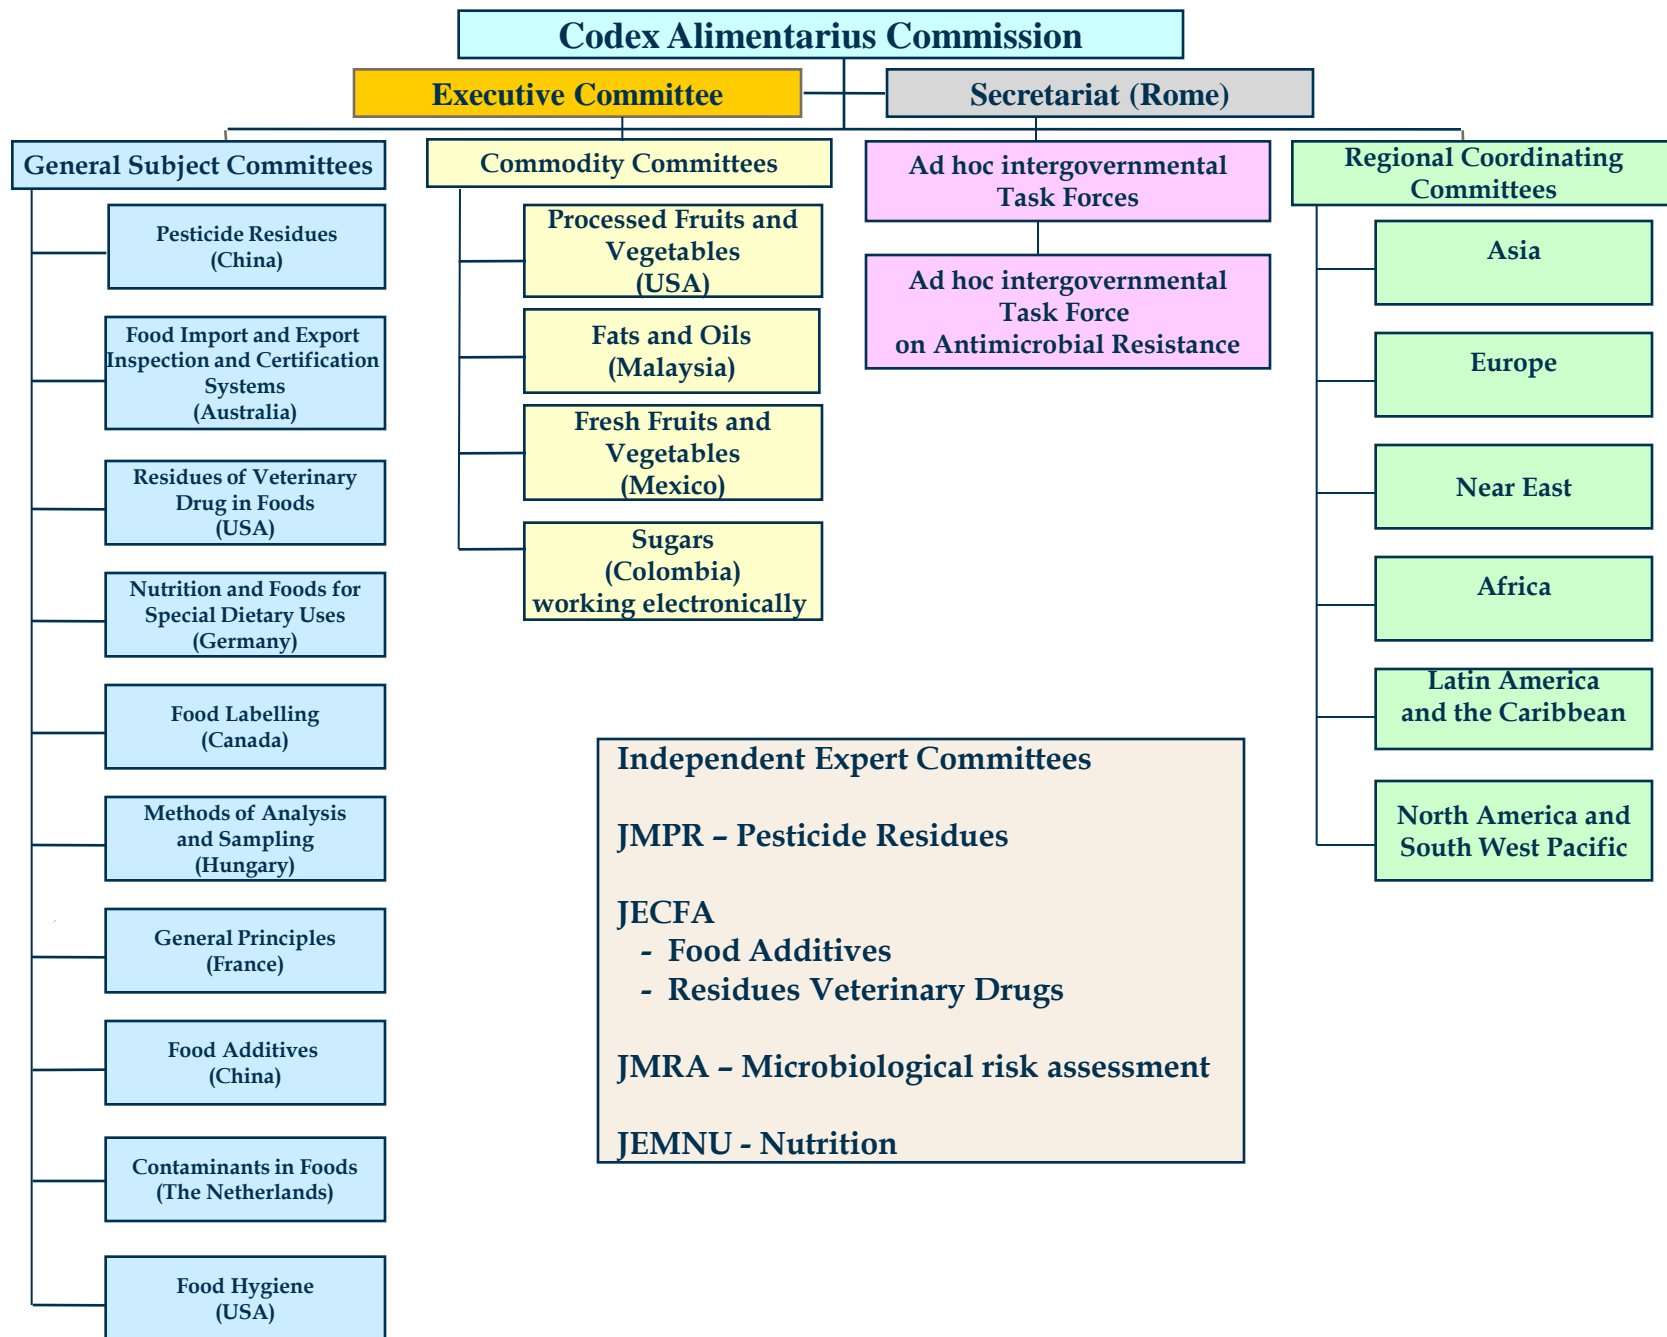 Codex Alimentarius Commission
Executive Committee
Secretariat (Rome)
General Subject Committees
Pesticide Residues
(China)
Food Import and Export
Inspection and Certification
Systems
(Australia)
Residues of Veterinary
Drug in Foods
(USA)
Nutrition and Foods for
Special Dietary Uses
(Germany)
Food Labelling
(Canada)
Methods of Analysis
and Sampling
(Hungary)
General Principles
(France)
Food Additives
(China)
Contaminants in Foods
(The Netherlands)
Food Hygiene
(USA)
Commodity Committees
Processed Fruits and
Vegetables
(USA)
Fats and Oils
(Malaysia)
Fresh Fruits and
Vegetables
(Mexico)
Sugars
(Colombia)
working electronically
Ad hoc intergovernmental
Task Forces
Ad hoc intergovernmental
Task Force
on Antimicrobial Resistance
Regional Coordinating
Committees
Asia
Europe
Near East
Africa
Latin America
and the Caribbean
North America and
South West Pacific
Independent Expert Committees
JMPR – Pesticide Residues
JECFA
- Food Additives
- Residues Veterinary Drugs
JMRA – Microbiological risk assessment
JEMNU - Nutrition